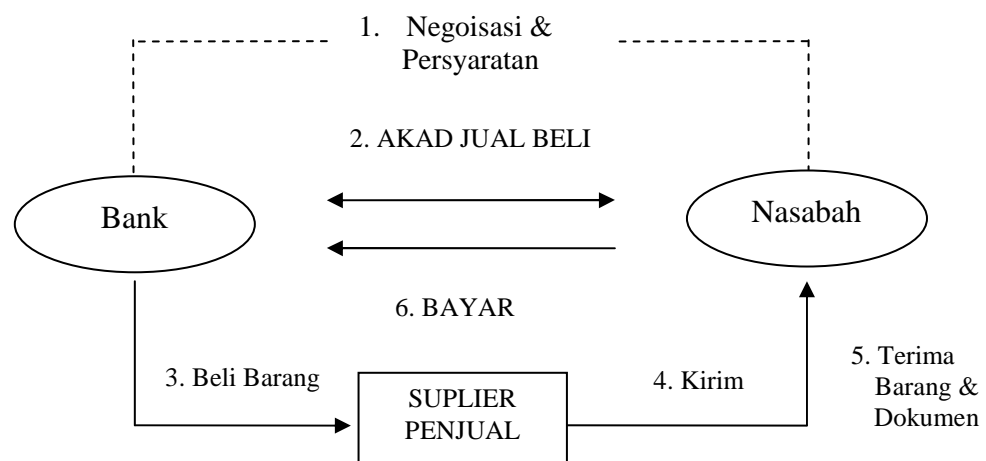 1. Negoisasi &
Persyaratan
2. AKAD JUAL BELI
Bank
Nasabah
6. BAYAR
3. Beli Barang
SUPLIER
PENJUAL
4. Kirim
5. Terima
Barang &
Dokumen